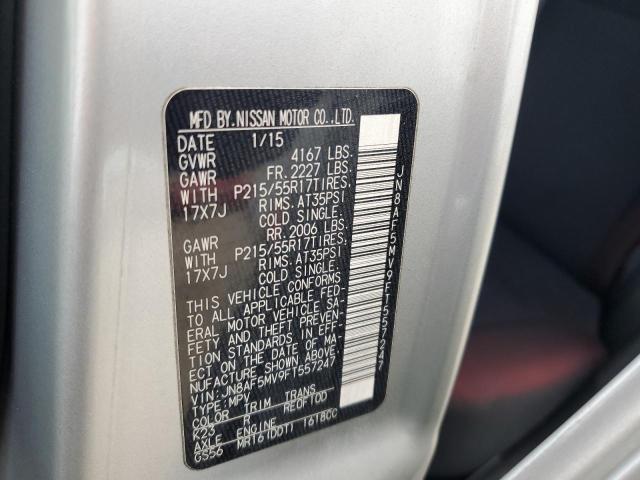 MFD BY.NISSAN MOTOR CO.,LTD.
DATE 1/15
GVWR 4167 LBS.
GAWR FR.2227 LBS.
WITH P215/55R17TIRES,
17X7J RIMS.AT35PSI
COLD SINGLE.
GAWR RR.2006 LBS.
WITH P215/55R17TIRES,
17X7J RIMS.AT35PSI
COLD SINGLE.
THIS VEHICLE CONFORMS
TO ALL APPLICABLE FED-
ERAL MOTOR VEHICLE SA-
FETY AND THEFT PREVEN-
TION STANDARDS IN EFF-
ECT ON THE DATE OF MA-
NUFACTURE SHOWN ABOVE.
VIN:JN8AF5MV9FT557247
TYPE:MPV
COLOR TRIM TRANS
K23 R RE0F10D
AXLE ENGINE
GS56 MR16 1DDTI 1618CC
JN8AF5MV9FT557247